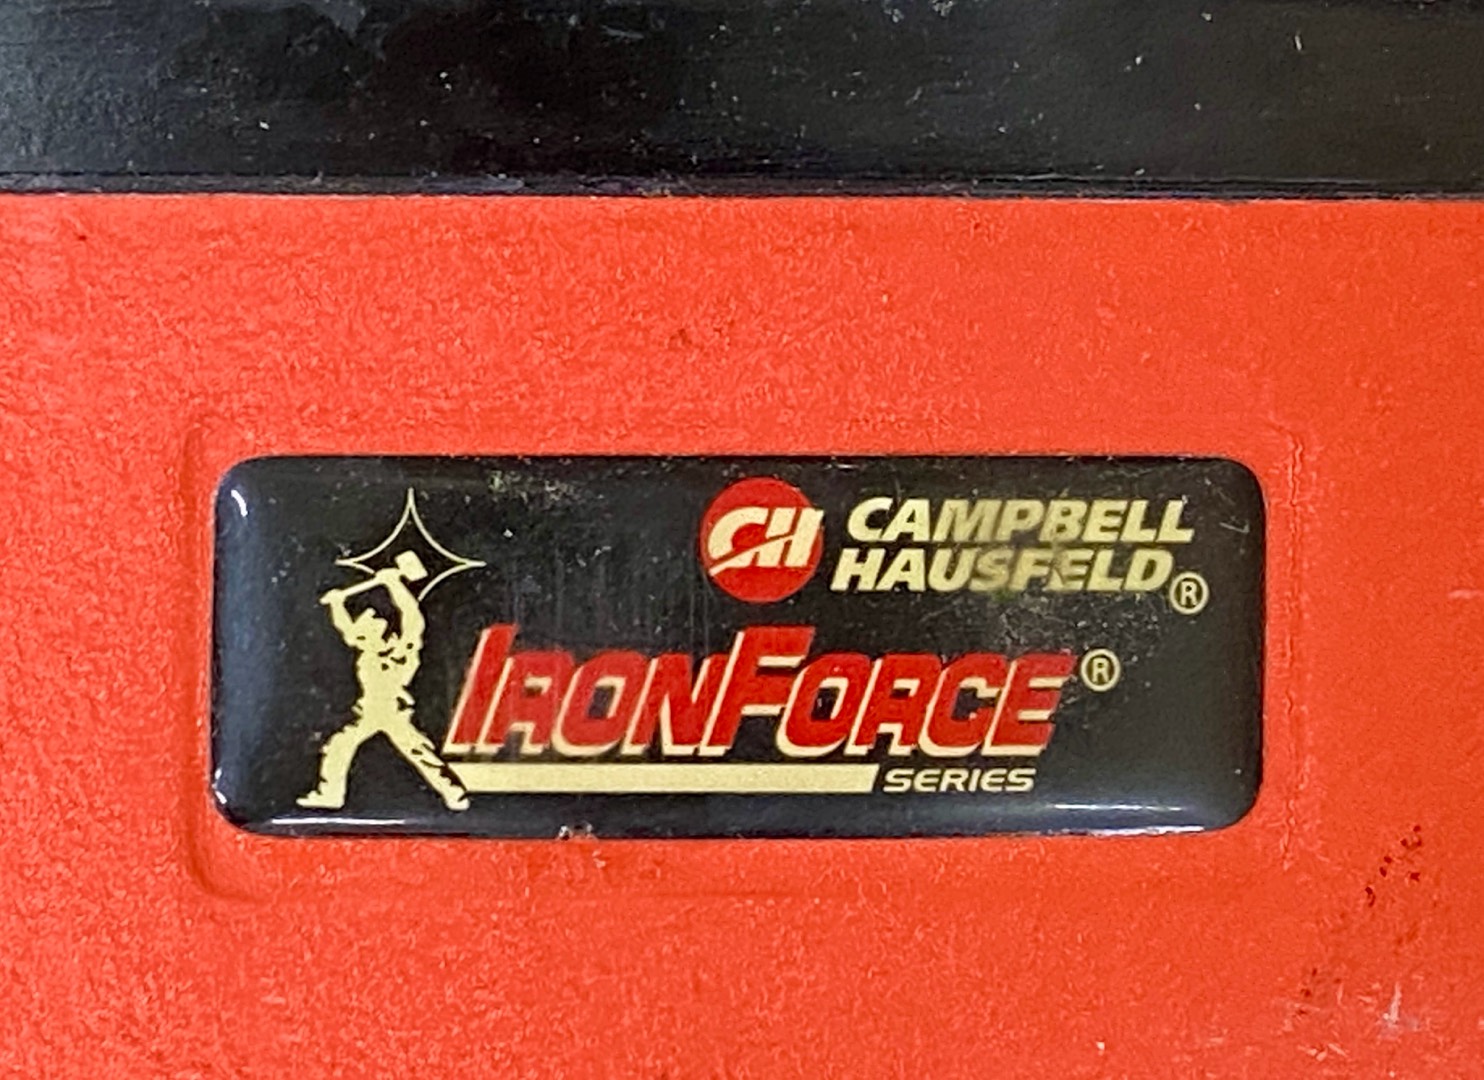 CH CAMPBELL
HAUSFELD®
IRONFORCE®
SERIES